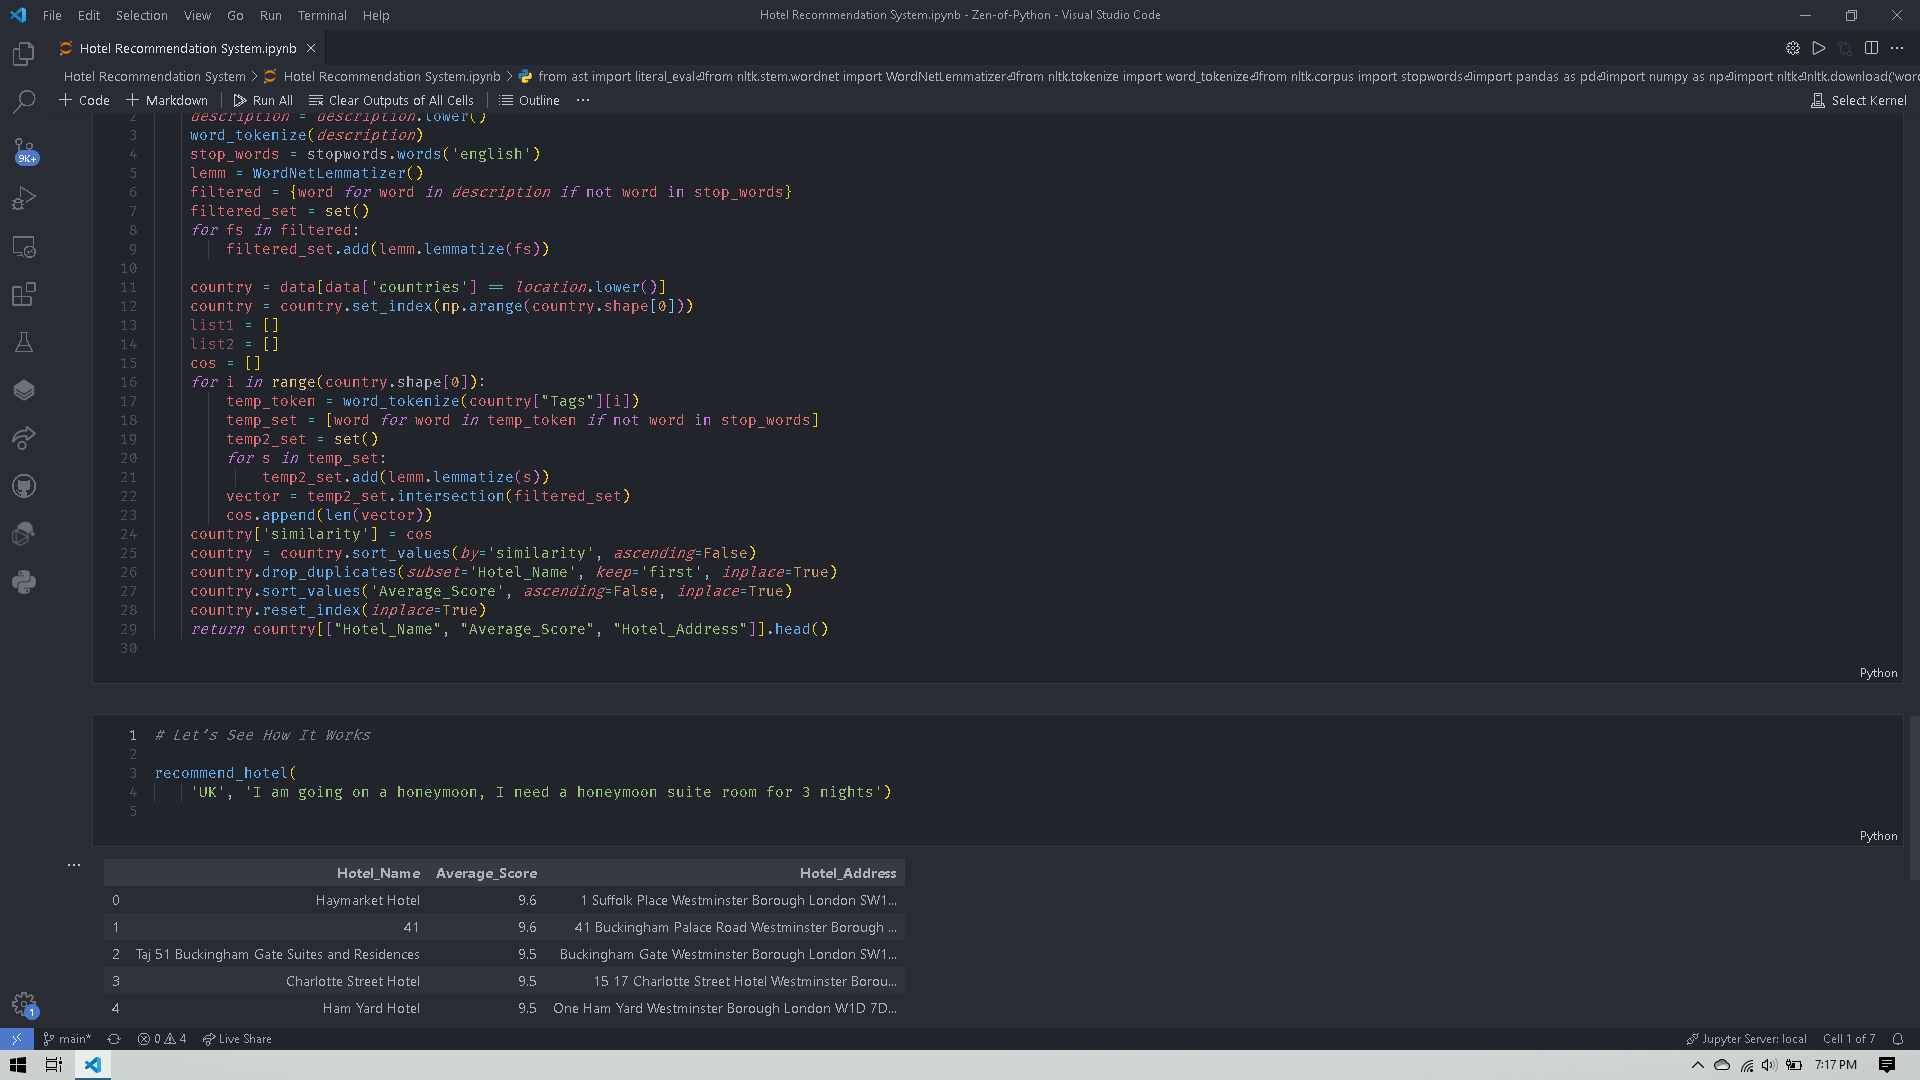 File Edit Selection View Go Run Terminal Help
Hotel Recommendation System.ipynb - Zen-of-Python - Visual Studio Code
Hotel Recommendation System.ipynb
Hotel Recommendation System > Hotel Recommendation System.ipynb > from ast import literal_eval⏎from nltk.stem.wordnet import WordNetLemmatizer⏎from nltk.tokenize import word_tokenize⏎from nltk.corpus import stopwords⏎import pandas as pd⏎import numpy as np⏎import nltk⏎nltk.download('wor
+ Code + Markdown Run All Clear Outputs of All Cells Outline ... Select Kernel
9K+
2 description = description.lower()
3 word_tokenize(description)
4 stop_words = stopwords.words('english')
5 lemm = WordNetLemmatizer()
6 filtered = {word for word in description if not word in stop_words}
7 filtered_set = set()
8 for fs in filtered:
9 filtered_set.add(lemm.lemmatize(fs))
10
11 country = data[data['countries'] == location.lower()]
12 country = country.set_index(np.arange(country.shape[0]))
13 list1 = []
14 list2 = []
15 cos = []
16 for i in range(country.shape[0]):
17 temp_token = word_tokenize(country["Tags"][i])
18 temp_set = [word for word in temp_token if not word in stop_words]
19 temp2_set = set()
20 for s in temp_set:
21 temp2_set.add(lemm.lemmatize(s))
22 vector = temp2_set.intersection(filtered_set)
23 cos.append(len(vector))
24 country['similarity'] = cos
25 country = country.sort_values(by='similarity', ascending=False)
26 country.drop_duplicates(subset='Hotel_Name', keep='first', inplace=True)
27 country.sort_values('Average_Score', ascending=False, inplace=True)
28 country.reset_index(inplace=True)
29 return country[["Hotel_Name", "Average_Score", "Hotel_Address"]].head()
30
Python
1 # Let's See How It Works
2
3 recommend_hotel(
4 'UK', 'I am going on a honeymoon, I need a honeymoon suite room for 3 nights')
5
Python
...
Hotel_Name Average_Score Hotel_Address
0 Haymarket Hotel 9.6 1 Suffolk Place Westminster Borough London SW1...
1 41 9.6 41 Buckingham Palace Road Westminster Borough ...
2 Taj 51 Buckingham Gate Suites and Residences 9.5 Buckingham Gate Westminster Borough London SW1...
3 Charlotte Street Hotel 9.5 15 17 Charlotte Street Hotel Westminster Borou...
4 Ham Yard Hotel 9.5 One Ham Yard Westminster Borough London W1D 7D...
1
main* 0 4 Live Share Jupyter Server: local Cell 1 of 7
7:17 PM